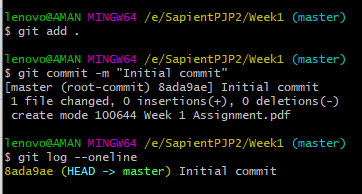 lenovo@AMAN MINGW64 /e/SapientPJP2/Week1 (master)
$ git add .
lenovo@AMAN MINGW64 /e/SapientPJP2/Week1 (master)
$ git commit -m "Initial commit"
[master (root-commit) 8ada9ae] Initial commit
 1 file changed, 0 insertions(+), 0 deletions(-)
 create mode 100644 Week 1 Assignment.pdf
lenovo@AMAN MINGW64 /e/SapientPJP2/Week1 (master)
$ git log --oneline
8ada9ae (HEAD -> master) Initial commit